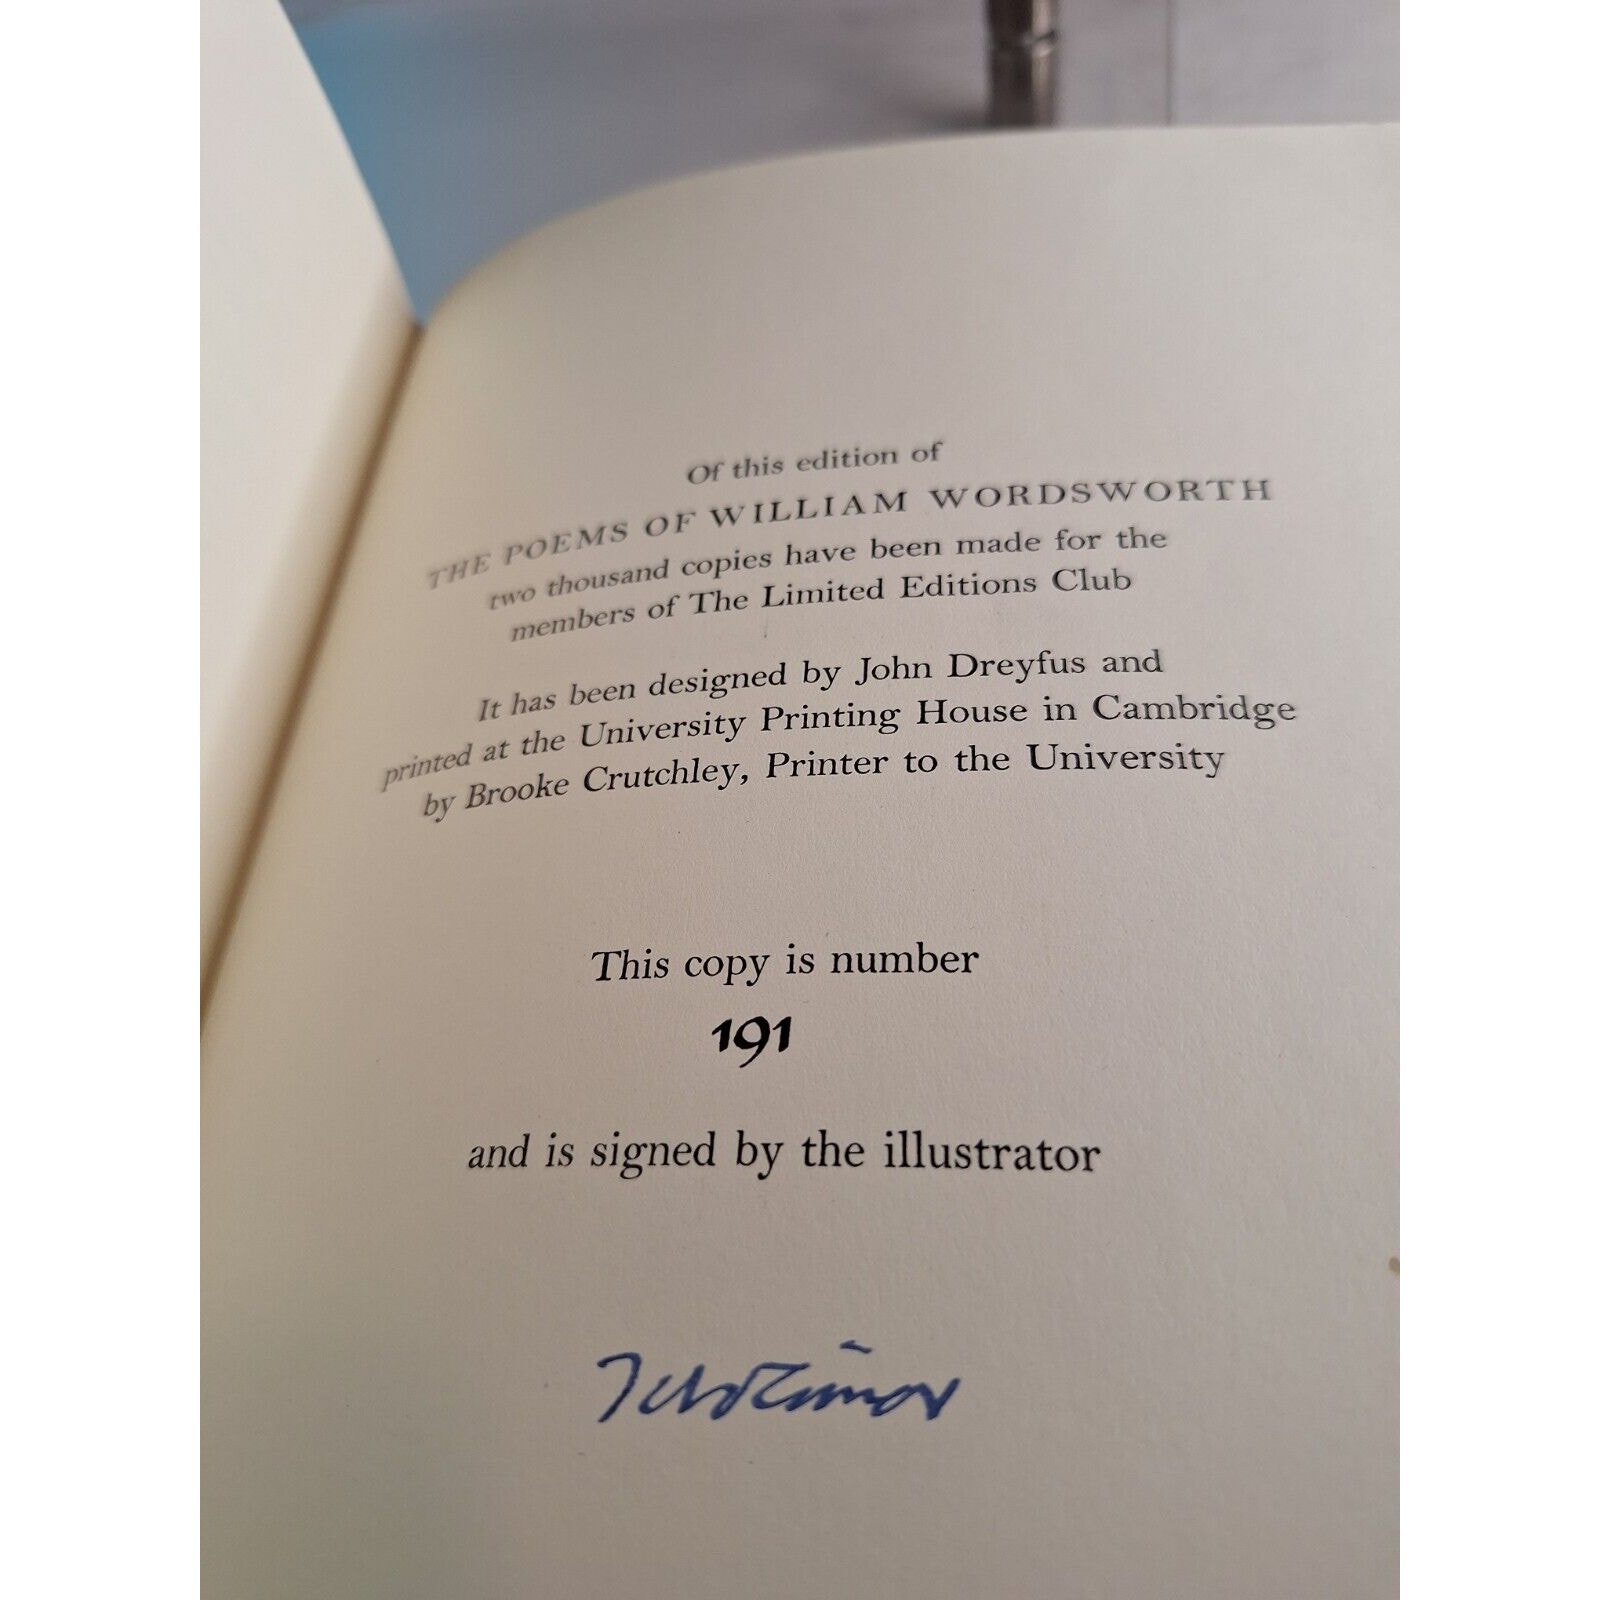 Of this edition of
THE POEMS OF WILLIAM WORDSWORTH
two thousand copies have been made for the
members of The Limited Editions Club
It has been designed by John Dreyfus and
printed at the University Printing House in Cambridge
by Brooke Crutchley, Printer to the University
This copy is number
191
and is signed by the illustrator